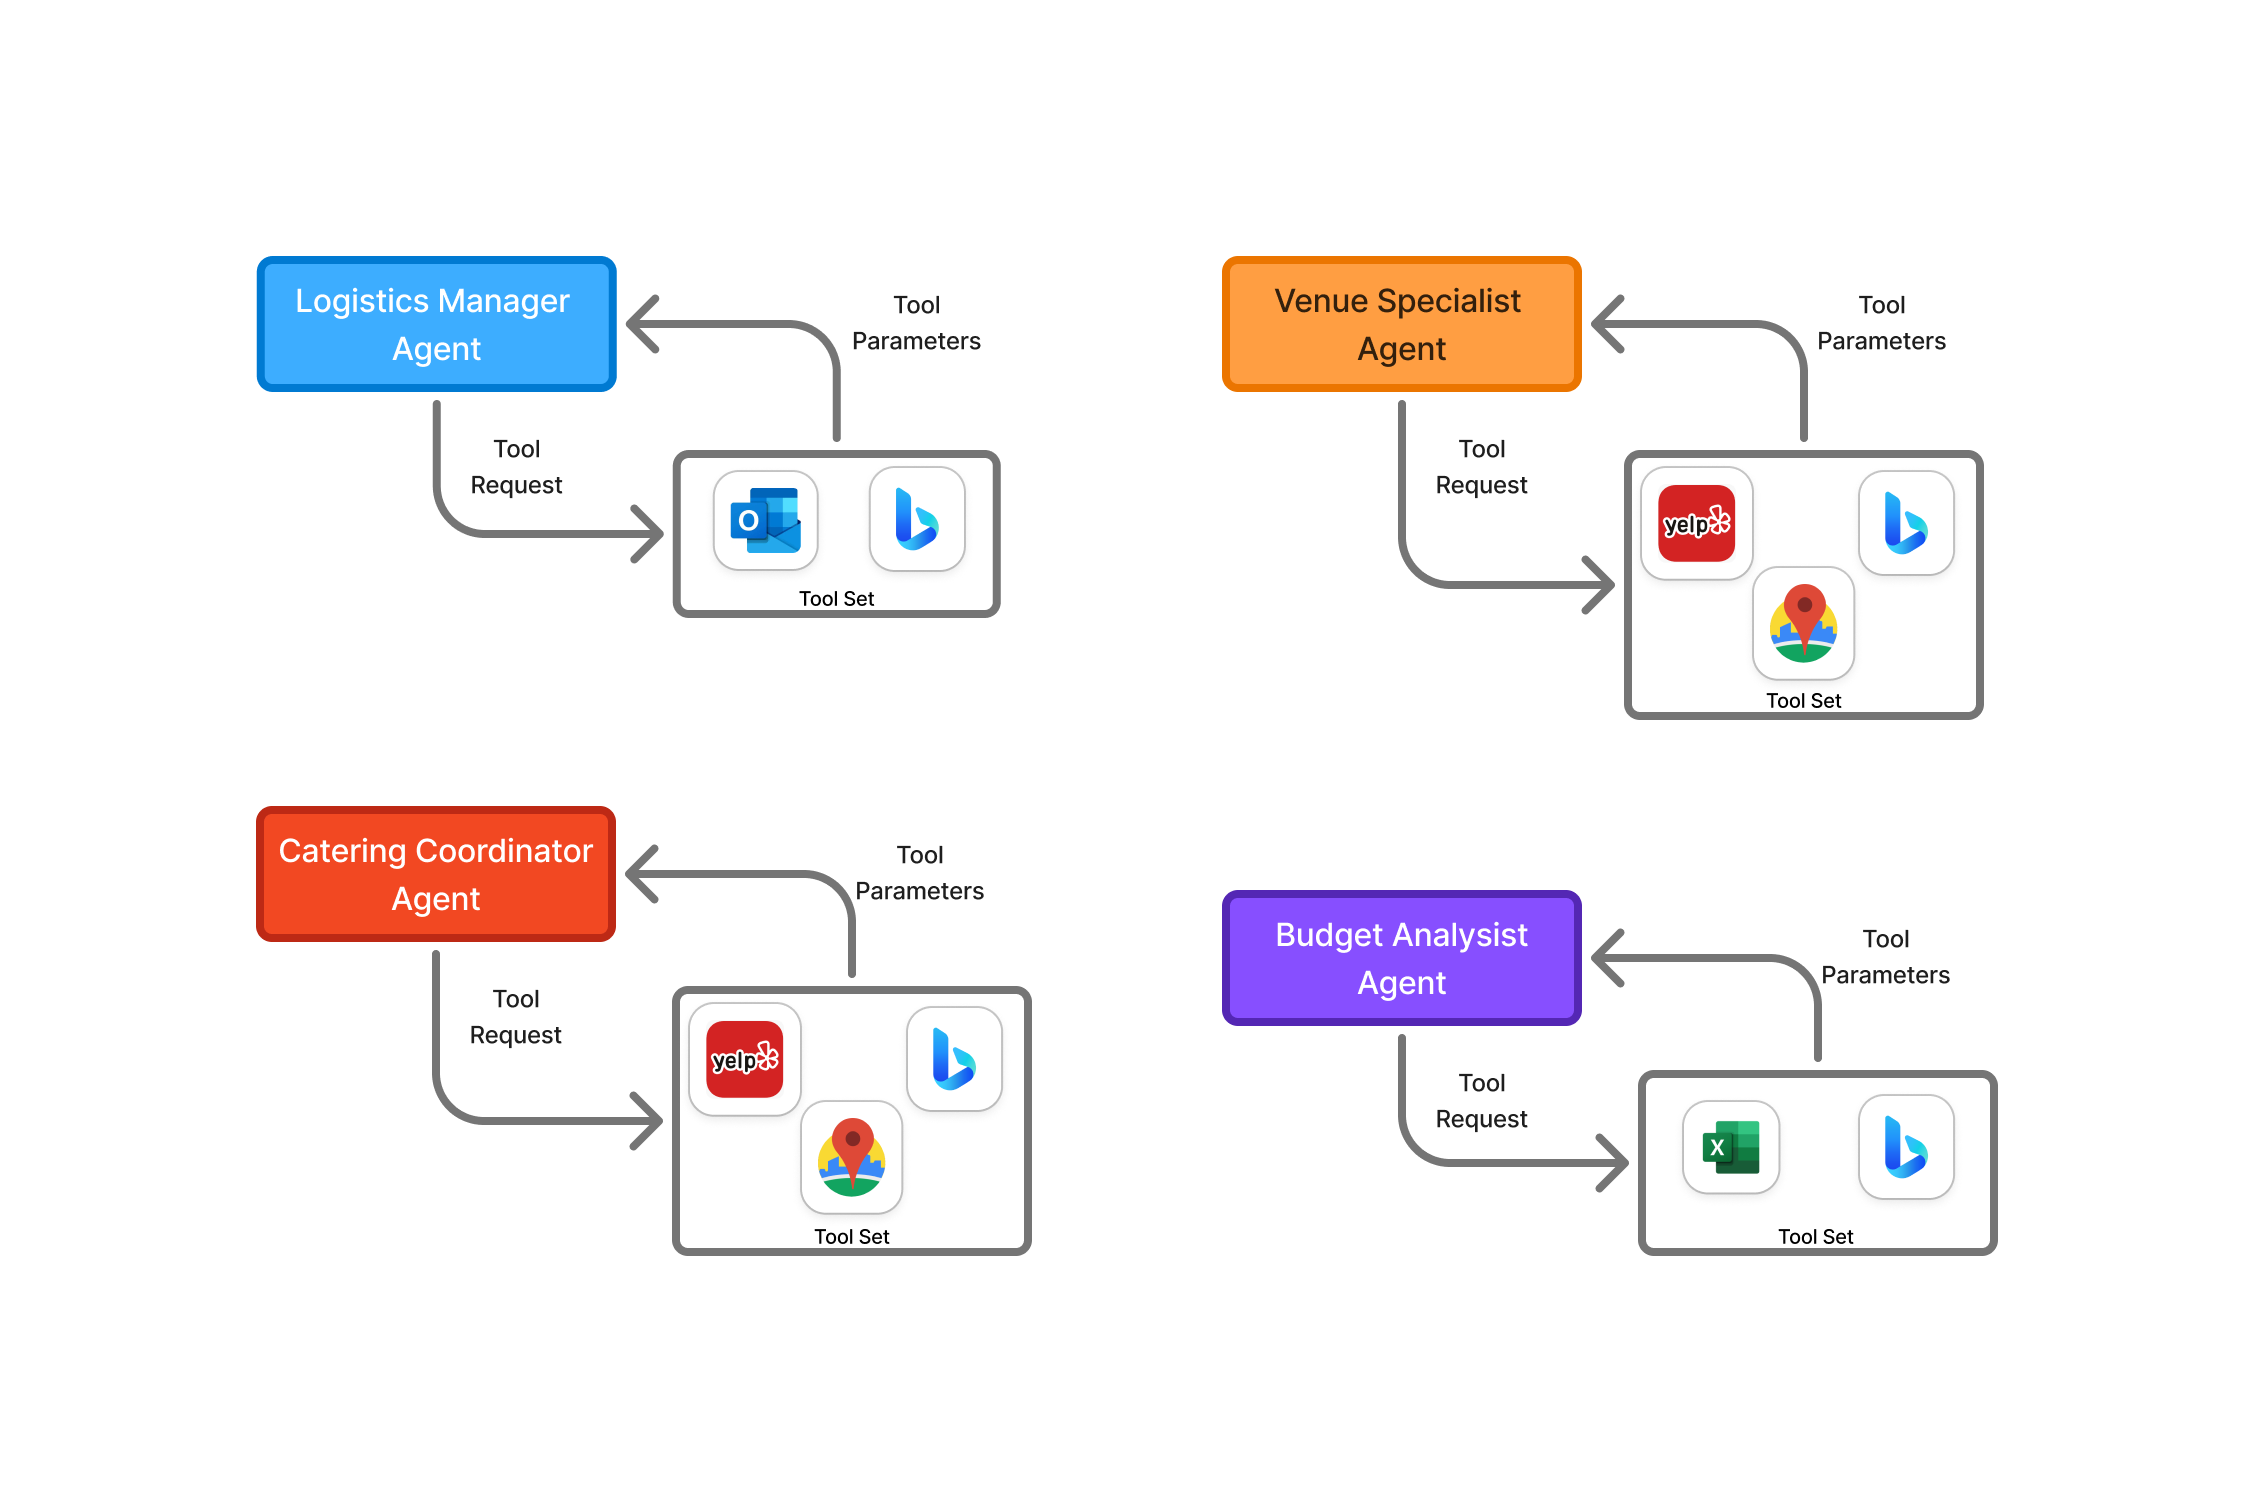 Logistics Manager
Agent
Tool
Parameters
Tool
Request
O
Tool Set
Venue Specialist
Agent
Tool
Parameters
Tool
Request
yelp
Tool Set
Catering Coordinator
Agent
Tool
Parameters
Tool
Request
yelp
Tool Set
Budget Analysist
Agent
Tool
Parameters
Tool
Request
X
Tool Set